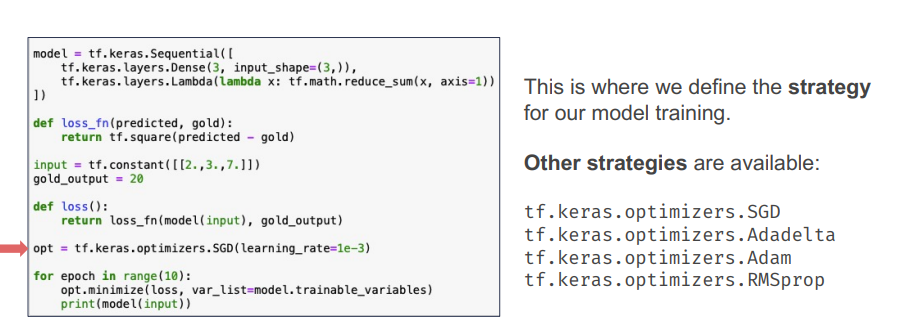 model = tf.keras.Sequential([
    tf.keras.layers.Dense(3, input_shape=(3,)),
    tf.keras.layers.Lambda(lambda x: tf.math.reduce_sum(x, axis=1))
])
def loss_fn(predicted, gold):
    return tf.square(predicted - gold)
input = tf.constant([[2.,3.,7.]])
gold_output = 20
def loss():
    return loss_fn(model(input), gold_output)
opt = tf.keras.optimizers.SGD(learning_rate=1e-3)
for epoch in range(10):
    opt.minimize(loss, var_list=model.trainable_variables)
    print(model(input))
This is where we define the strategy
for our model training.
Other strategies are available:
tf.keras.optimizers.SGD
tf.keras.optimizers.Adadelta
tf.keras.optimizers.Adam
tf.keras.optimizers.RMSprop